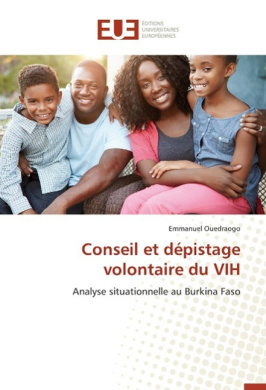 EUE
ÉDITIONS
UNIVERSITAIRES
EUROPÉENNES
Emmanuel Ouedraogo
Conseil et dépistage
volontaire du VIH
Analyse situationnelle au Burkina Faso